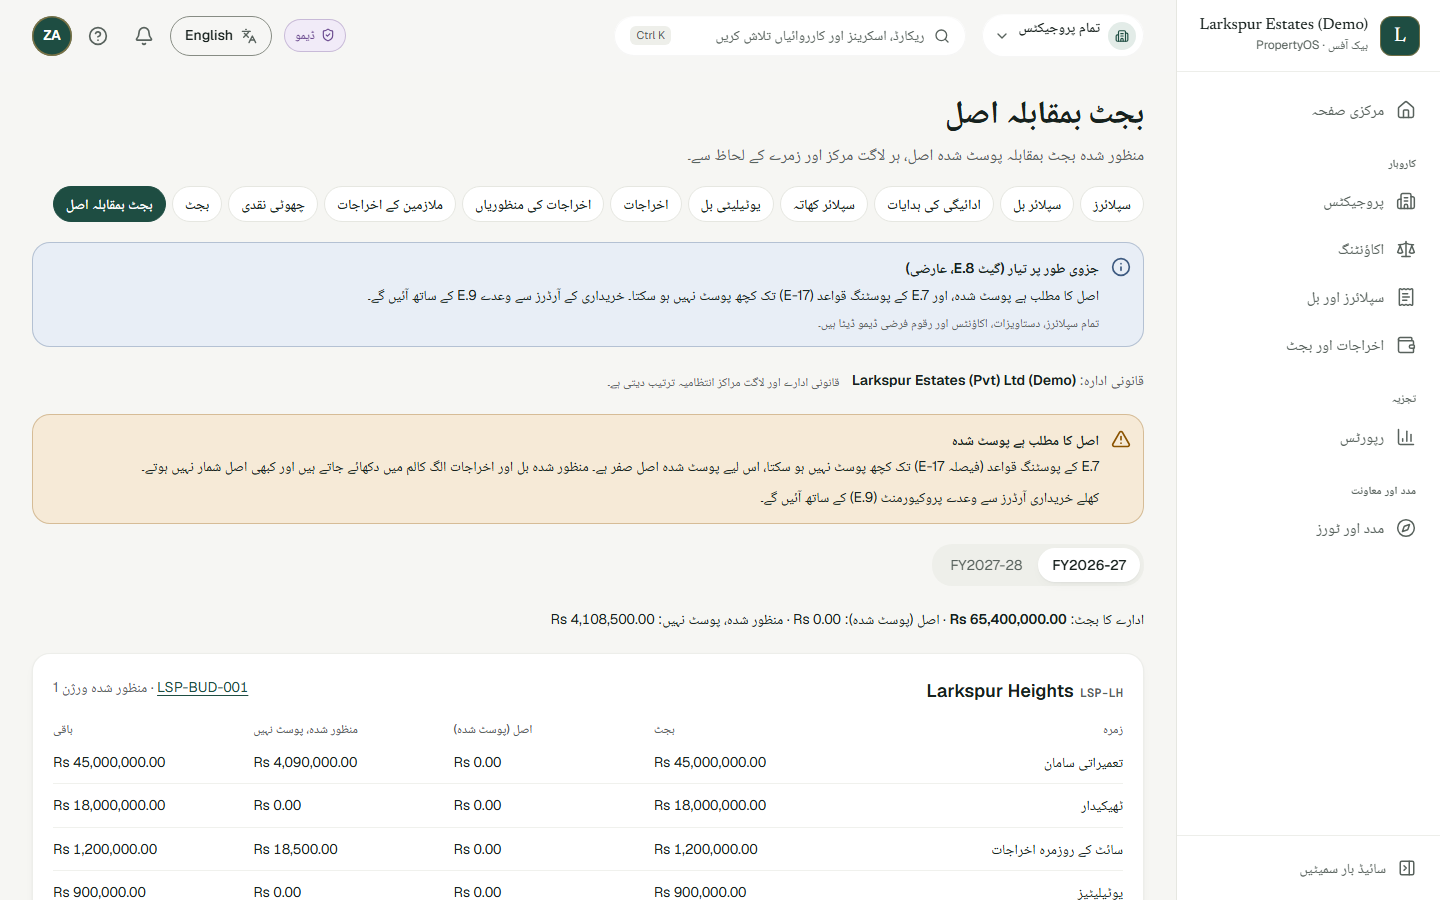 Larkspur Estates (Demo)
بیک آفس · PropertyOS
L
تمام پروجیکٹس
ریکارڈ، اسکرینز اور کارروائیاں تلاش کریں
Ctrl K
ڈیمو
English
ZA
مرکزی صفحہ
کاروبار
پروجیکٹس
اکاؤنٹنگ
سپلائرز اور بل
اخراجات اور بجٹ
تجزیہ
رپورٹس
مدد اور معاونت
مدد اور ٹورز
سائیڈ بار سمیٹیں
بجٹ بمقابلہ اصل
منظور شدہ بجٹ بمقابلہ پوسٹ شدہ اصل، ہر لاگت مرکز اور زمرے کے لحاظ سے۔
سپلائرز
سپلائر بل
ادائیگی کی ہدایات
سپلائر کھاتہ
یوٹیلیٹی بل
اخراجات
اخراجات کی منظوریاں
ملازمین کے اخراجات
چھوٹی نقدی
بجٹ
بجٹ بمقابلہ اصل
جزوی طور پر تیار (گیٹ E.8، عارضی)
اصل کا مطلب ہے پوسٹ شدہ، اور E.7 کے پوسٹنگ قواعد (E-17) تک کچھ پوسٹ نہیں ہو سکتا۔ خریداری کے آرڈرز سے وعدے E.9 کے ساتھ آئیں گے۔
تمام سپلائرز، دستاویزات، اکاؤنٹس اور رقوم فرضی ڈیمو ڈیٹا ہیں۔
قانونی ادارہ: Larkspur Estates (Pvt) Ltd (Demo) قانونی ادارے اور لاگت مراکز انتظامیہ ترتیب دیتی ہے۔
اصل کا مطلب ہے پوسٹ شدہ
E.7 کے پوسٹنگ قواعد (فیصلہ E-17) تک کچھ پوسٹ نہیں ہو سکتا، اس لیے پوسٹ شدہ اصل صفر ہے۔ منظور شدہ بل اور اخراجات الگ کالم میں دکھائے جاتے ہیں اور کبھی اصل شمار نہیں ہوتے۔
کھلے خریداری آرڈرز سے وعدے پروکیورمنٹ (E.9) کے ساتھ آئیں گے۔
FY2026-27
FY2027-28
ادارے کا بجٹ: Rs 65,400,000.00 · اصل (پوسٹ شدہ): Rs 0.00 · منظور شدہ، پوسٹ نہیں: Rs 4,108,500.00
Larkspur Heights LSP-LH
LSP-BUD-001 · منظور شدہ ورژن 1
زمرہ بجٹ اصل (پوسٹ شدہ) منظور شدہ، پوسٹ نہیں باقی
تعمیراتی سامان Rs 45,000,000.00 Rs 0.00 Rs 4,090,000.00 Rs 45,000,000.00
ٹھیکیدار Rs 18,000,000.00 Rs 0.00 Rs 0.00 Rs 18,000,000.00
سائٹ کے روزمرہ اخراجات Rs 1,200,000.00 Rs 0.00 Rs 18,500.00 Rs 1,200,000.00
یوٹیلیٹیز Rs 900,000.00 Rs 0.00 Rs 0.00 Rs 900,000.00